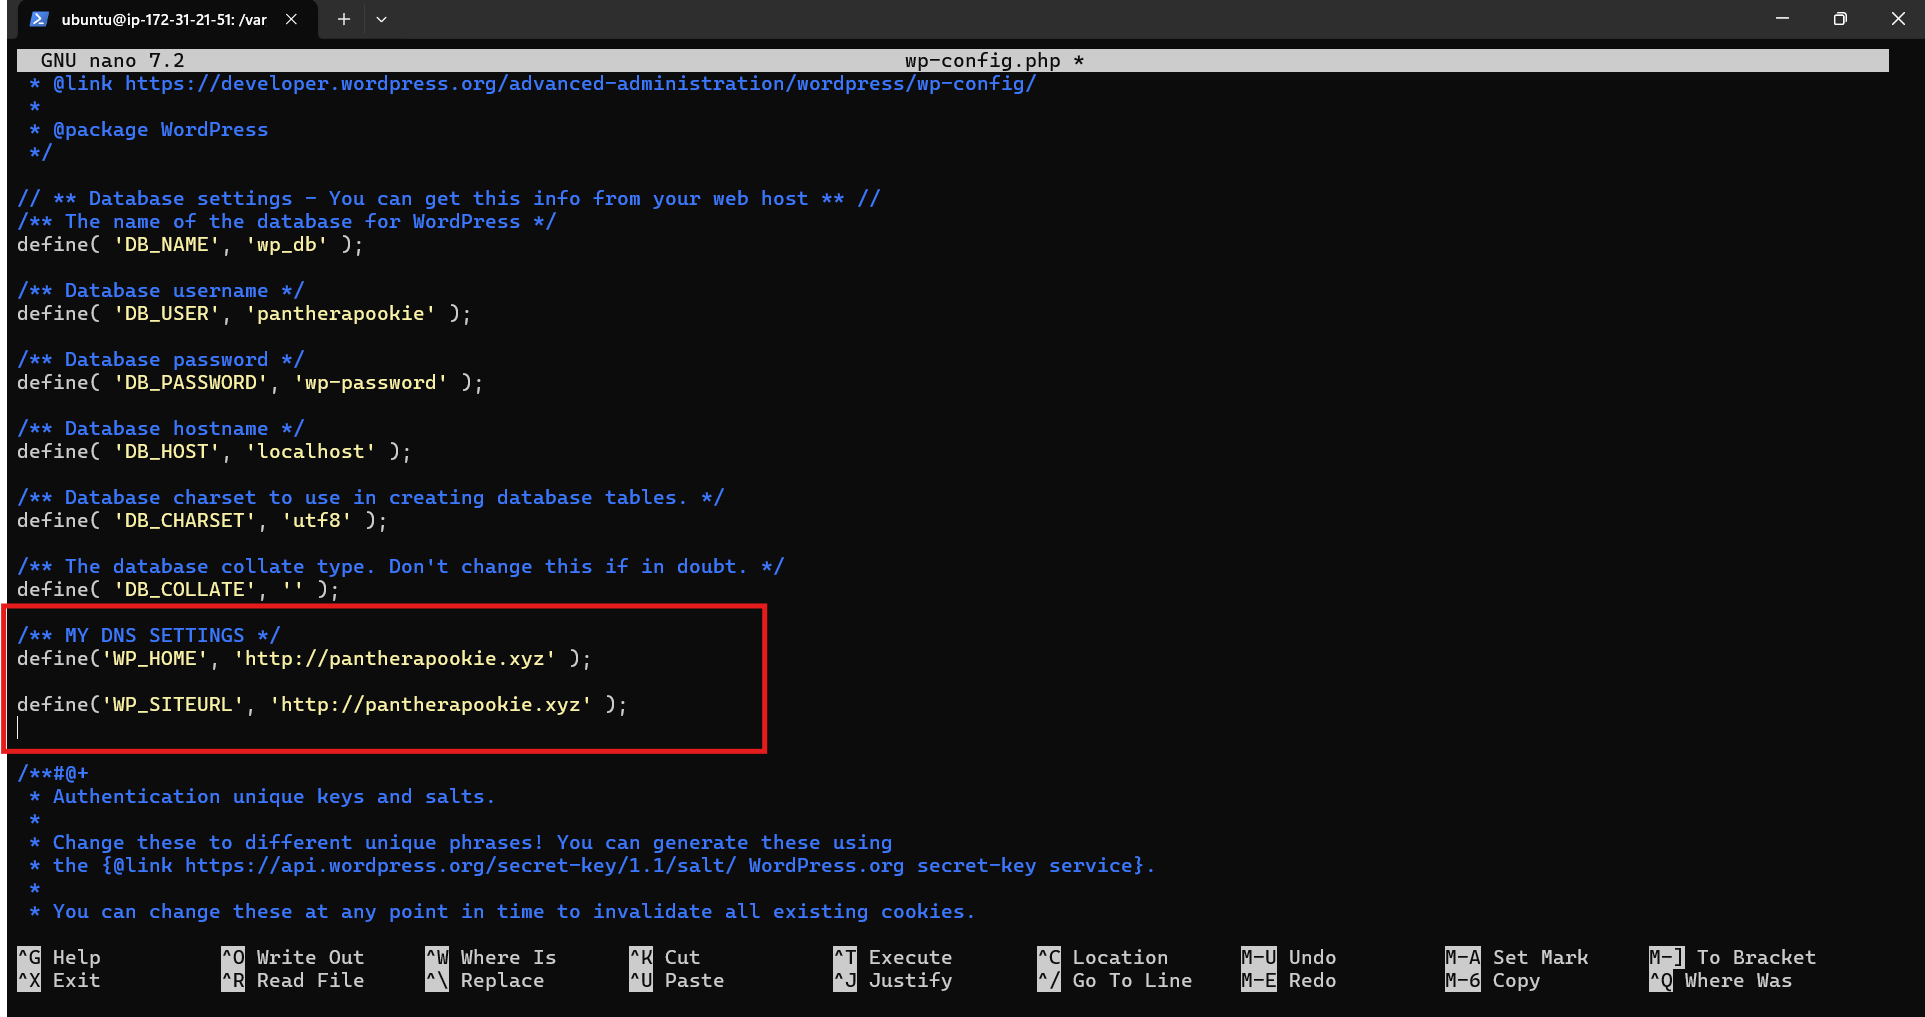 ubuntu@ip-172-31-21-51: /var
GNU nano 7.2 wp-config.php *
* @link https://developer.wordpress.org/advanced-administration/wordpress/wp-config/
*
* @package WordPress
*/
// ** Database settings - You can get this info from your web host ** //
/** The name of the database for WordPress */
define( 'DB_NAME', 'wp_db' );
/** Database username */
define( 'DB_USER', 'pantherapookie' );
/** Database password */
define( 'DB_PASSWORD', 'wp-password' );
/** Database hostname */
define( 'DB_HOST', 'localhost' );
/** Database charset to use in creating database tables. */
define( 'DB_CHARSET', 'utf8' );
/** The database collate type. Don't change this if in doubt. */
define( 'DB_COLLATE', '' );
/** MY DNS SETTINGS */
define('WP_HOME', 'http://pantherapookie.xyz' );
define('WP_SITEURL', 'http://pantherapookie.xyz' );
/**#@+
* Authentication unique keys and salts.
*
* Change these to different unique phrases! You can generate these using
* the {@link https://api.wordpress.org/secret-key/1.1/salt/ WordPress.org secret-key service}.
*
* You can change these at any point in time to invalidate all existing cookies.
^G Help ^O Write Out ^W Where Is ^K Cut ^T Execute ^C Location M-U Undo M-A Set Mark M-] To Bracket
^X Exit ^R Read File ^\ Replace ^U Paste ^J Justify ^/ Go To Line M-E Redo M-6 Copy ^Q Where Was